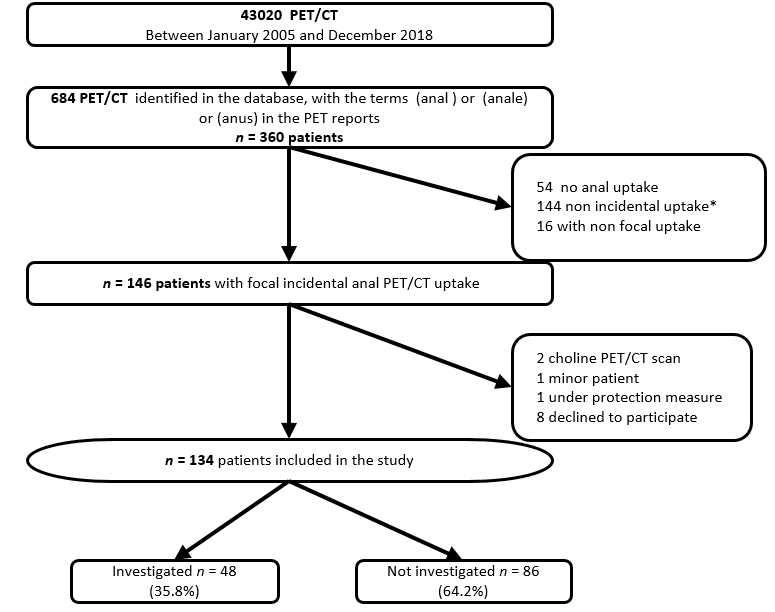 43020 PET/CT
Between January 2005 and December 2018
684 PET/CT identified in the database, with the terms (anal ) or (anale)
or (anus) in the PET reports
n = 360 patients
54 no anal uptake
144 non incidental uptake*
16 with non focal uptake
n = 146 patients with focal incidental anal PET/CT uptake
2 choline PET/CT scan
1 minor patient
1 under protection measure
8 declined to participate
n = 134 patients included in the study
Investigated n = 48
(35.8%)
Not investigated n = 86
(64.2%)